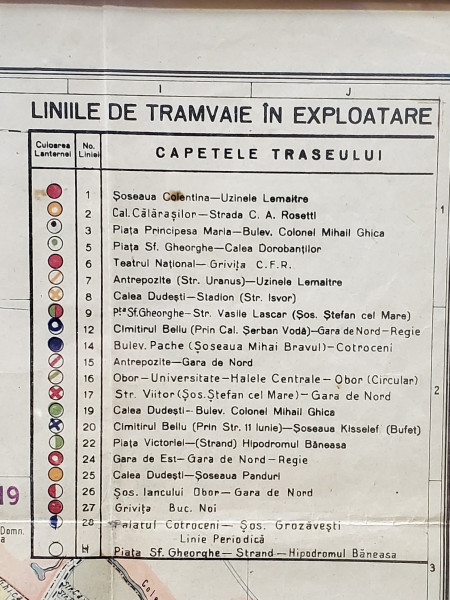 I J
LINIILE DE TRAMVAIE ÎN EXPLOATARE
Culoarea Lanternei No. Liniei CAPETELE TRASEULUI
1 Șoseaua Colentina—Uzinele Lemaître
2 Cal. Călărașilor—Strada C. A. Rosetti
3 Piața Principesa Maria—Bulev. Colonel Mihail Ghica
5 Piața Sf. Gheorghe—Calea Dorobanților
6 Teatrul Național—Grivița C.F.R.
7 Antrepozite (Str. Uranus)—Uzinele Lemaître
8 Calea Dudești—Stadion (Str. Isvor)
9 Pța Sf.Gheorghe—Str. Vasile Lascar (Șos. Ștefan cel Mare)
12 Cimitirul Bellu (Prin Cal. Șerban Vodă)—Gara de Nord-Regie
14 Bulev. Pache (Șoseaua Mihai Bravul)-Cotroceni
15 Antrepozite—Gara de Nord
16 Obor-Universitate-Halele Centrale-Obor (Circular)
17 Str. Viitor (Șos. Ștefan cel Mare)-Gara de Nord
19 Calea Dudești-Bulev. Colonel Mihail Ghica
20 Cimitirul Bellu (Prin Str. 11 Iunie)—Șoseaua Kisselef (Bufet)
22 Piața Victoriei—(Strand) Hipodromul Băneasa
24 Gara de Est-Gara de Nord-Regie
25 Calea Dudești—Șoseaua Panduri
26 Șos. Iancului Obor-Gara de Nord
27 Grivița Buc. Noi
28 Palatul Cotroceni - Șos. Grozăvești
Linie Periodică
H Piața Sf. Gheorghe-Strand-Hipodromul Băneasa
1
2
3
19
Domn.